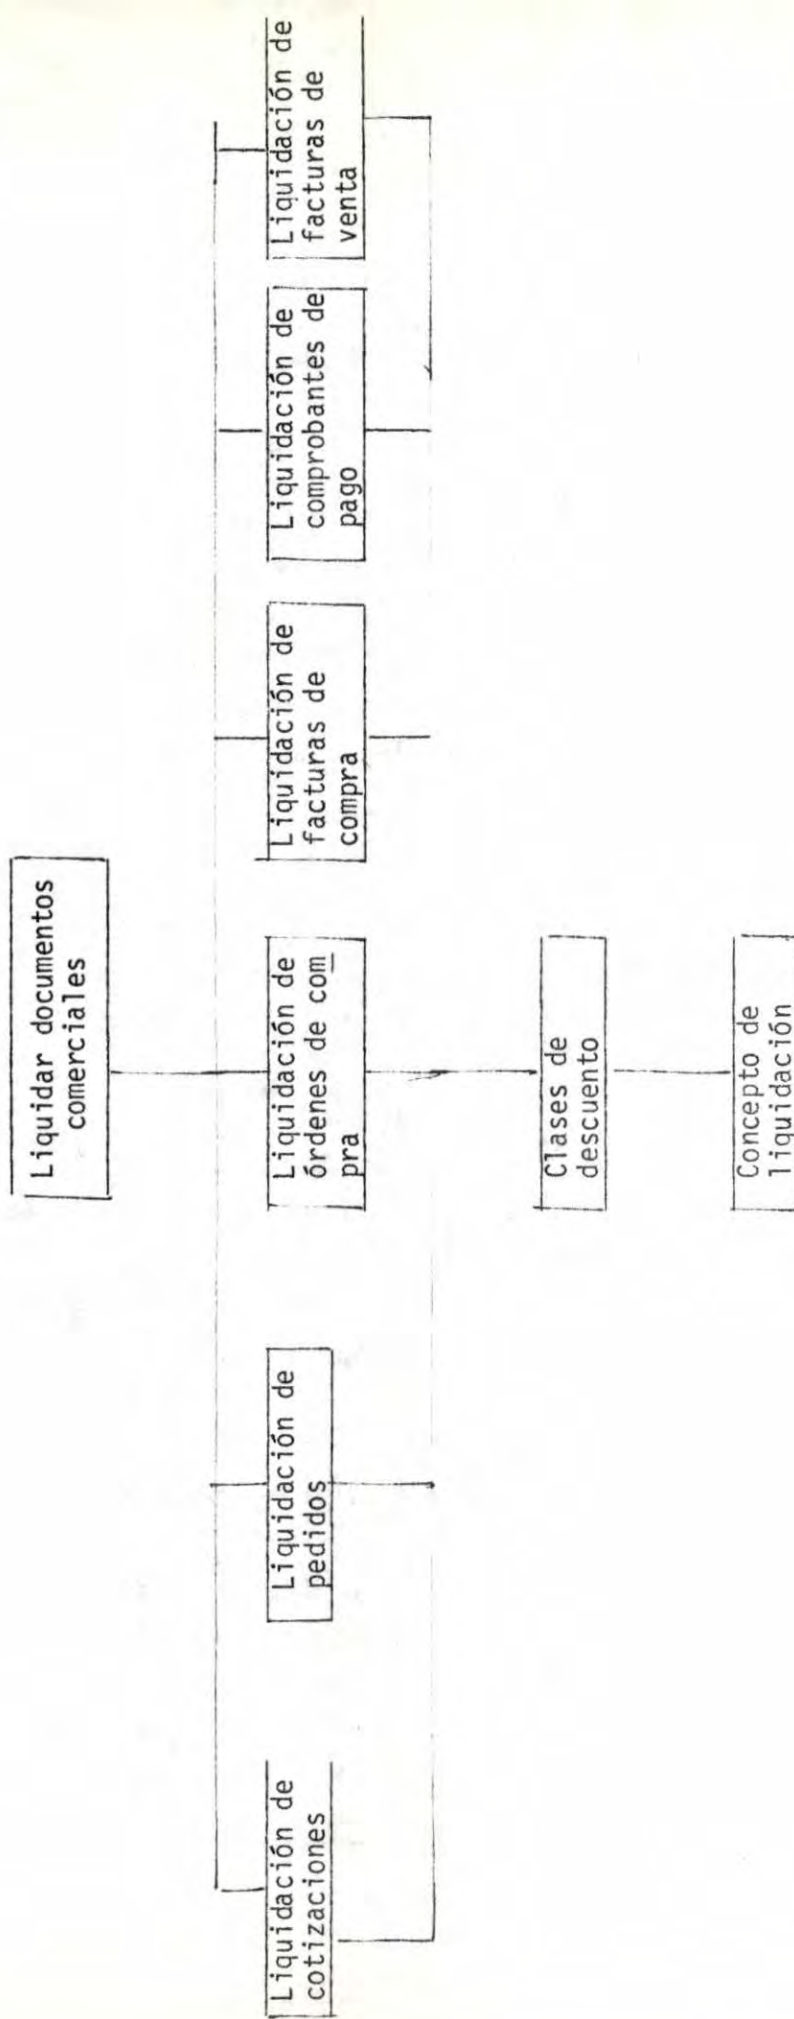 Liquidar documentos
comerciales
Liquidación de
cotizaciones
Liquidación de
pedidos
Liquidación de
órdenes de com_
pra
Liquidación de
facturas de
compra
Liquidación de
comprobantes de
pago
Liquidación de
facturas de
venta
Clases de
descuento
Concepto de
liquidación